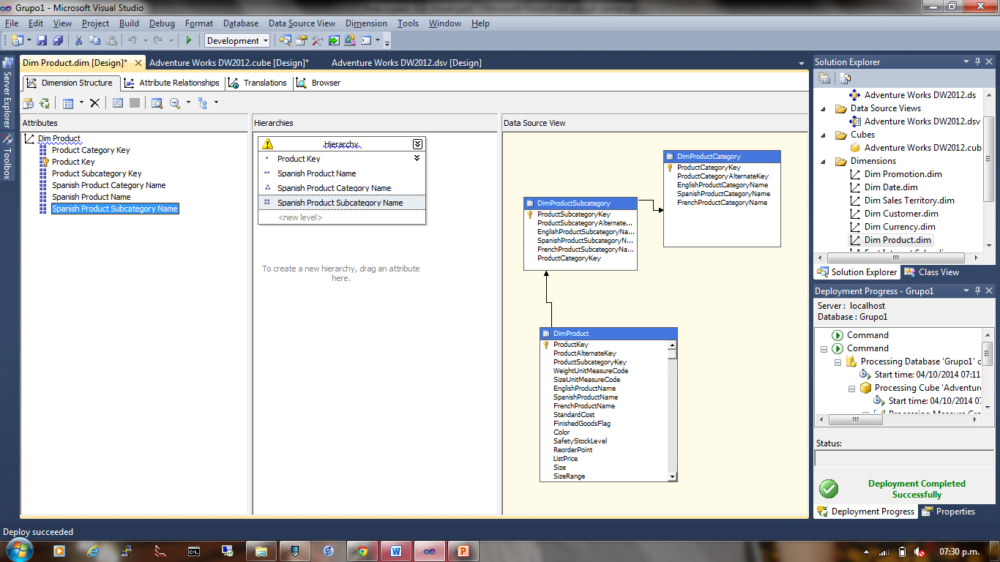 Grupo1 - Microsoft Visual Studio
File Edit View Project Build Debug Format Database Data Source View Dimension Tools Window Help
Development
Server Explorer
Toolbox
Dim Product.dim [Design]* Adventure Works DW2012.cube [Design]* Adventure Works DW2012.dsv [Design]
Dimension Structure Attribute Relationships Translations Browser
Attributes
Dim Product
Product Category Key
Product Key
Product Subcategory Key
Spanish Product Category Name
Spanish Product Name
Spanish Product Subcategory Name
Hierarchies
Hierarchy
Product Key
Spanish Product Name
Spanish Product Category Name
Spanish Product Subcategory Name
<new level>
To create a new hierarchy, drag an attribute
here.
Data Source View
DimProductCategory
ProductCategoryKey
ProductCategoryAlternateKey
EnglishProductCategoryName
SpanishProductCategoryName
FrenchProductCategoryName
DimProductSubcategory
ProductSubcategoryKey
ProductSubcategoryAlternate...
EnglishProductSubcategoryNa...
SpanishProductSubcategoryN...
FrenchProductSubcategoryNa...
ProductCategoryKey
DimProduct
ProductKey
ProductAlternateKey
ProductSubcategoryKey
WeightUnitMeasureCode
SizeUnitMeasureCode
EnglishProductName
SpanishProductName
FrenchProductName
StandardCost
FinishedGoodsFlag
Color
SafetyStockLevel
ReorderPoint
ListPrice
Size
SizeRange
Solution Explorer
Adventure Works DW2012.ds
Data Source Views
Adventure Works DW2012.dsv
Cubes
Adventure Works DW2012.cub
Dimensions
Dim Promotion.dim
Dim Date.dim
Dim Sales Territory.dim
Dim Customer.dim
Dim Currency.dim
Dim Product.dim
Solution Explorer Class View
Deployment Progress - Grupo1
Server : localhost
Database : Grupo1
Command
Command
Processing Database 'Grupo1' c
Start time: 04/10/2014 07:11
Processing Cube 'Adventure
Start time: 04/10/2014 07
Status:
Deployment Completed
Successfully
Deployment Progress Properties
Deploy succeeded
07:30 p.m.